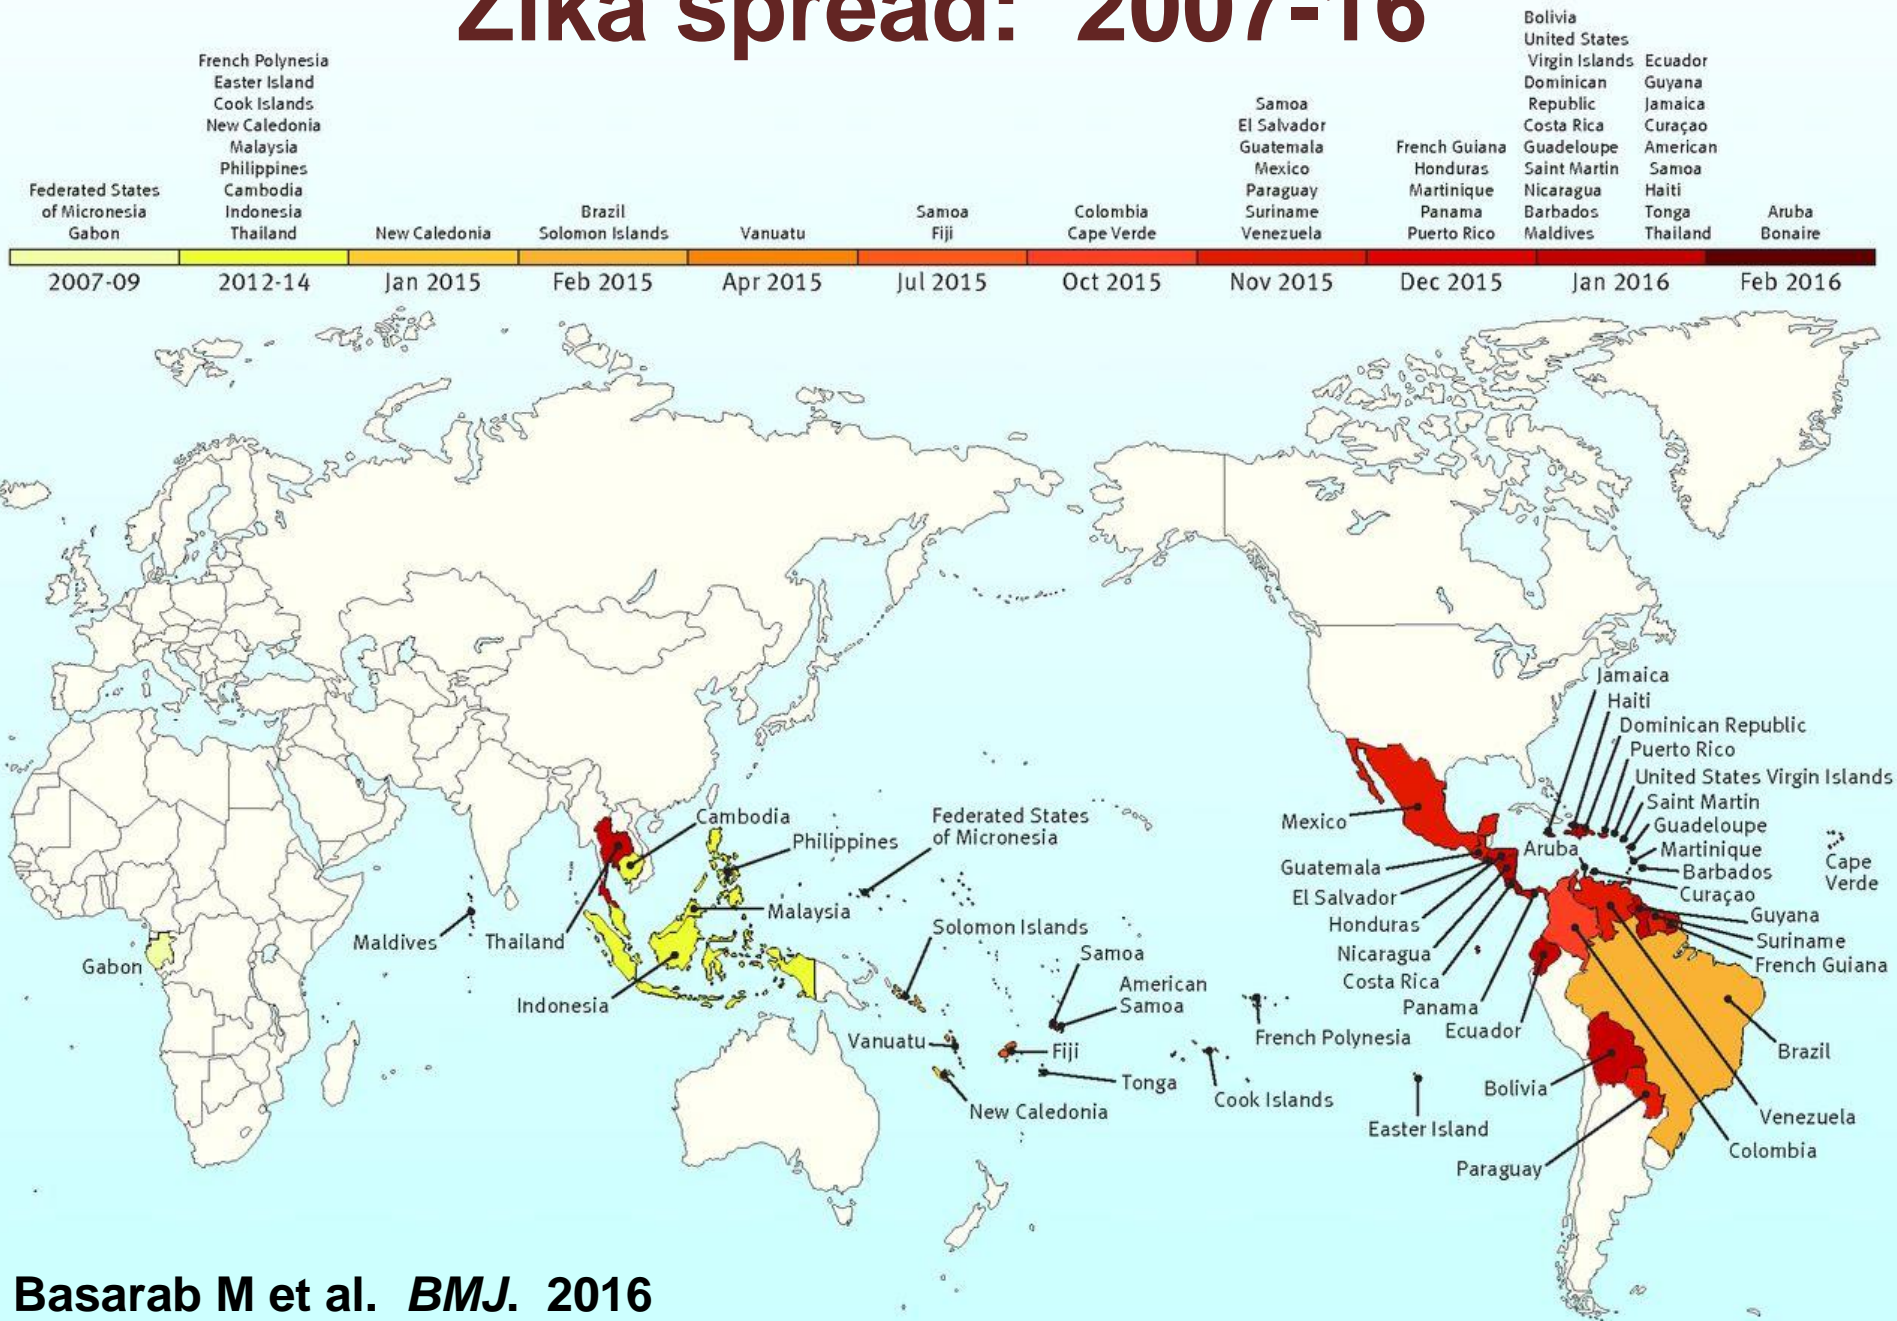 Zika spread: 2007-16
Federated States
of Micronesia
Gabon
French Polynesia
Easter Island
Cook Islands
New Caledonia
Malaysia
Philippines
Cambodia
Indonesia
Thailand
New Caledonia
Brazil
Solomon Islands
Vanuatu
Samoa
Fiji
Colombia
Cape Verde
Samoa
El Salvador
Guatemala
Mexico
Paraguay
Suriname
Venezuela
French Guiana
Honduras
Martinique
Panama
Puerto Rico
Bolivia
United States
Virgin Islands
Dominican
Republic
Costa Rica
Guadeloupe
Saint Martin
Nicaragua
Barbados
Maldives
Ecuador
Guyana
Jamaica
Curaçao
American
Samoa
Haiti
Tonga
Thailand
Aruba
Bonaire
2007-09
2012-14
Jan 2015
Feb 2015
Apr 2015
Jul 2015
Oct 2015
Nov 2015
Dec 2015
Jan 2016
Feb 2016
Jamaica
Haiti
Dominican Republic
Puerto Rico
United States Virgin Islands
Saint Martin
Guadeloupe
Martinique
Barbados
Curaçao
Aruba
Cape
Verde
Guyana
Suriname
French Guiana
Mexico
Guatemala
El Salvador
Honduras
Nicaragua
Costa Rica
Panama
Ecuador
Cambodia
Philippines
Federated States
of Micronesia
Malaysia
Maldives
Thailand
Gabon
Indonesia
Solomon Islands
Samoa
American
Samoa
Vanuatu
Fiji
Tonga
New Caledonia
French Polynesia
Cook Islands
Easter Island
Brazil
Bolivia
Venezuela
Colombia
Paraguay
Basarab M et al. BMJ. 2016